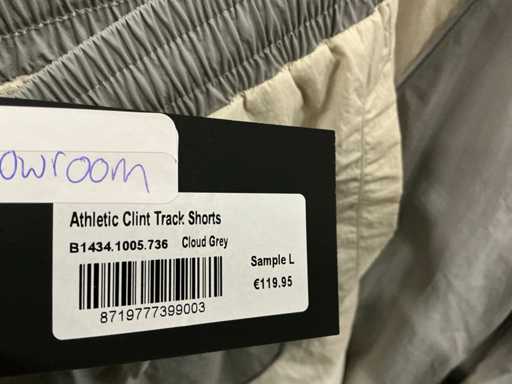 owroom
Athletic Clint Track Shorts
B1434.1005.736 Cloud Grey
Sample L
€119.95
8719777399003